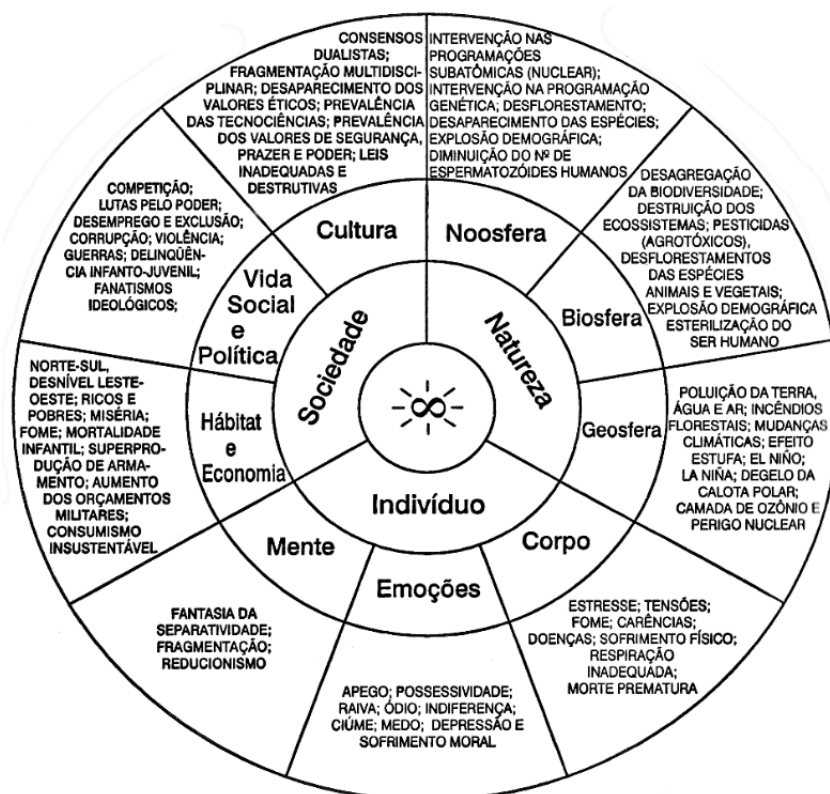 CONSENSOS
DUALISTAS;
FRAGMENTAÇÃO MULTIDISCI-
PLINAR; DESAPARECIMENTO DOS
VALORES ÉTICOS; PREVALÊNCIA
DAS TECNOCIÊNCIAS; PREVALÊNCIA
DOS VALORES DE SEGURANÇA,
PRAZER E PODER; LEIS
INADEQUADAS E
DESTRUTIVAS
INTERVENÇÃO NAS
PROGRAMAÇÕES
SUBATÔMICAS (NUCLEAR);
INTERVENÇÃO NA PROGRAMAÇÃO
GENÉTICA; DESFLORESTAMENTO;
DESAPARECIMENTO DAS ESPÉCIES;
EXPLOSÃO DEMOGRÁFICA;
DIMINUIÇÃO DO Nº DE
ESPERMATOZÓIDES HUMANOS
DESAGREGAÇÃO
DA BIODIVERSIDADE;
DESTRUIÇÃO DOS
ECOSSISTEMAS; PESTICIDAS
(AGROTÓXICOS),
DESFLORESTAMENTOS
DAS ESPÉCIES
ANIMAIS E VEGETAIS;
EXPLOSÃO DEMOGRÁFICA
ESTERILIZAÇÃO DO
SER HUMANO
POLUIÇÃO DA TERRA,
ÁGUA E AR; INCÊNDIOS
FLORESTAIS; MUDANÇAS
CLIMÁTICAS; EFEITO
ESTUFA; EL NIÑO;
LA NIÑA; DEGELO DA
CALOTA POLAR;
CAMADA DE OZÔNIO E
PERIGO NUCLEAR
ESTRESSE; TENSÕES;
FOME; CARÊNCIAS;
DOENÇAS; SOFRIMENTO FÍSICO;
RESPIRAÇÃO
INADEQUADA;
MORTE PREMATURA
APEGO; POSSESSIVIDADE;
RAIVA; ÓDIO; INDIFERENÇA;
CIÚME; MEDO; DEPRESSÃO E
SOFRIMENTO MORAL
FANTASIA DA
SEPARATIVIDADE;
FRAGMENTAÇÃO;
REDUCIONISMO
NORTE-SUL,
DESNÍVEL LESTE-
OESTE; RICOS E
POBRES; MISÉRIA;
FOME; MORTALIDADE
INFANTIL; SUPERPRO-
DUÇÃO DE ARMA-
MENTO; AUMENTO
DOS ORÇAMENTOS
MILITARES;
CONSUMISMO
INSUSTENTÁVEL
COMPETIÇÃO;
LUTAS PELO PODER;
DESEMPREGO E EXCLUSÃO;
CORRUPÇÃO; VIOLÊNCIA;
GUERRAS; DELINQÜÊN-
CIA INFANTO-JUVENIL;
FANATISMOS
IDEOLÓGICOS;
Cultura
Noosfera
Biosfera
Geosfera
Corpo
Emoções
Mente
Hábitat
e
Economia
Vida
Social
e
Política
Sociedade
Natureza
Indivíduo
∞